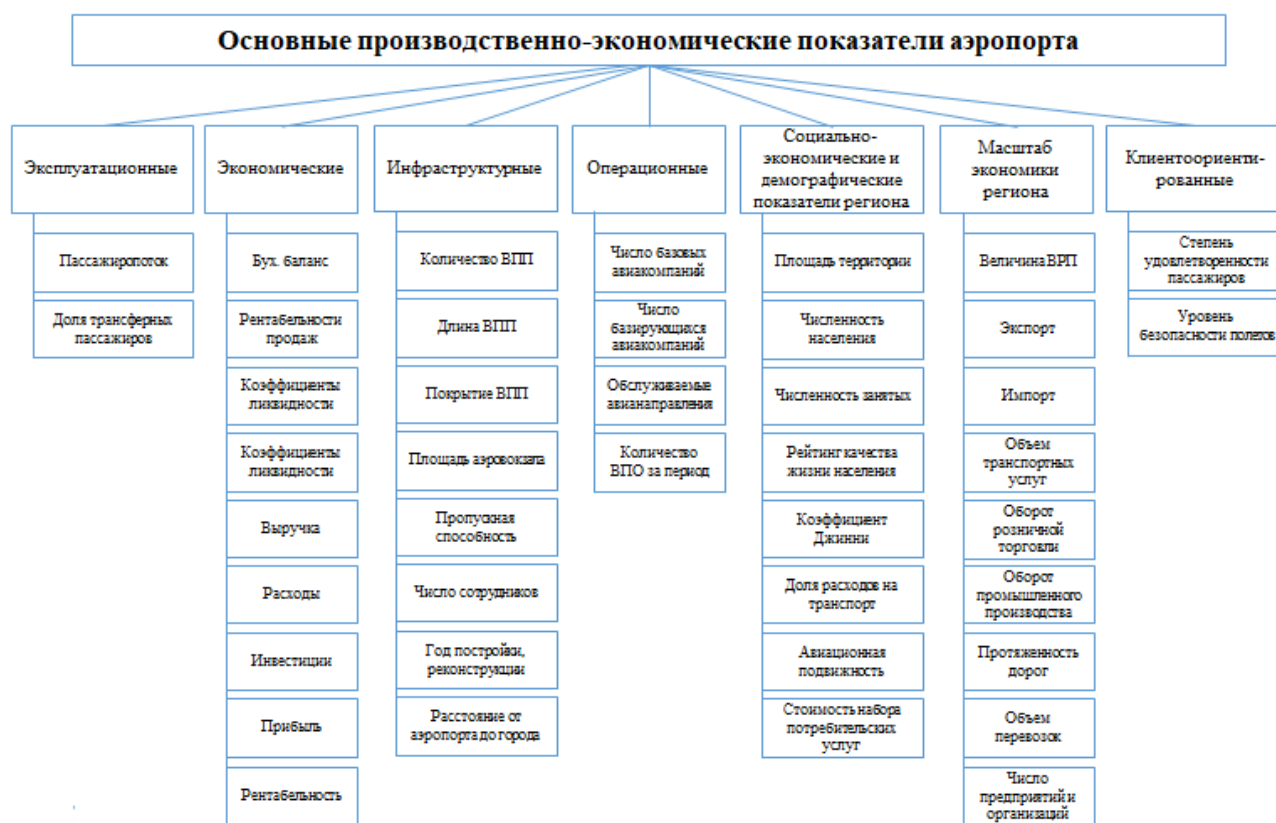 Основные производственно-экономические показатели аэропорта
Эксплуатационные
Пассажиропоток
Доля трансферных
пассажиров
Экономические
Бух. баланс
Рентабельности
продаж
Коэффициенты
ликвидности
Коэффициенты
ликвидности
Выручка
Расходы
Инвестиции
Прибыль
Рентабельность
Инфраструктурные
Количество ВПП
Длина ВПП
Покрытие ВПП
Площадь аэровокзала
Пропускная
способность
Число сотрудников
Год постройки,
реконструкции
Расстояние от
аэропорта до города
Операционные
Число базовых
авиакомпаний
Число
базирующихся
авиакомпаний
Обслуживаемые
авианаправления
Количество
ВПО за период
Социально-
экономические и
демографические
показатели региона
Площадь территории
Численность
населения
Численность занятых
Рейтинг качества
жизни населения
Коэффициент
Джинни
Доля расходов на
транспорт
Авиационная
подвижность
Стоимость набора
потребительских
услуг
Масштаб
экономики
региона
Величина ВРП
Экспорт
Импорт
Объем
транспортных
услуг
Оборот
розничной
торговли
Оборот
промышленного
производства
Протяженность
дорог
Объем
перевозок
Число
предприятий и
организаций
Клиентоориенти-
рованные
Степень
удовлетворенности
пассажиров
Уровень
безопасности полетов